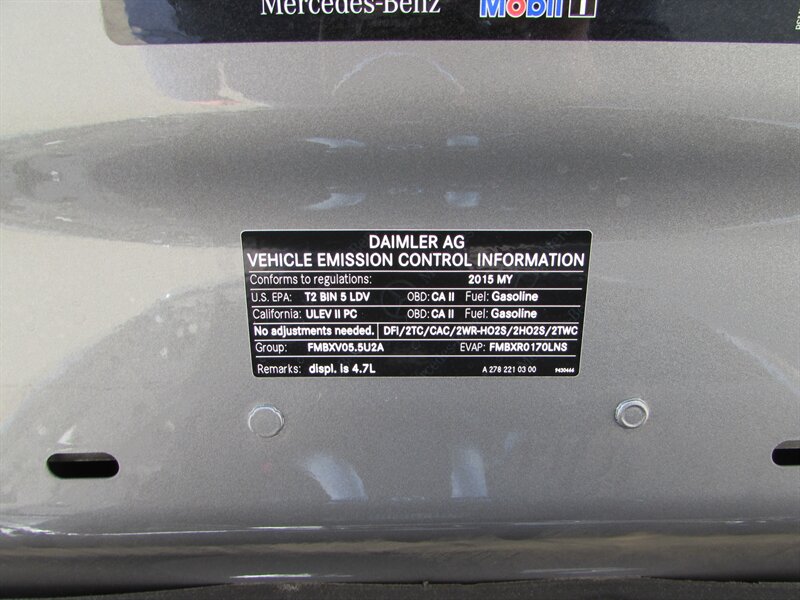 Mercedes-Benz Mobil 1
DAIMLER AG
VEHICLE EMISSION CONTROL INFORMATION
Conforms to regulations: 2015 MY
U.S. EPA: T2 BIN 5 LDV OBD: CA II Fuel: Gasoline
California: ULEV II PC OBD: CA II Fuel: Gasoline
No adjustments needed. DFI/2TC/CAC/2WR-HO2S/2HO2S/2TWC
Group: FMBXV05.5U2A EVAP: FMBXR0170LNS
Remarks: displ. is 4.7L A 278 221 03 00 9430466